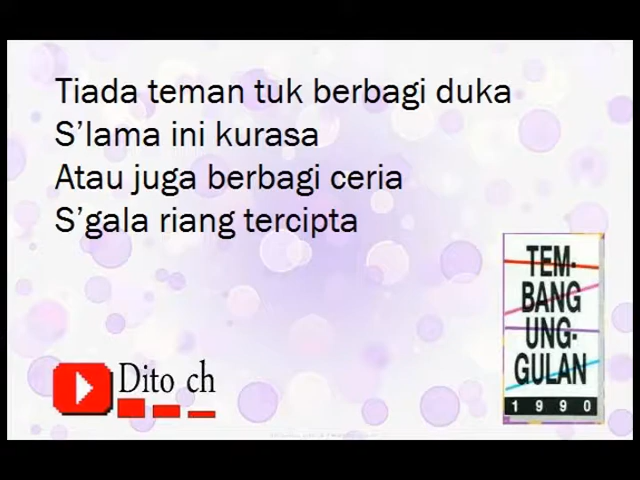 Tiada teman tuk berbagi duka
S’lama ini kurasa
Atau juga berbagi ceria
S’gala riang tercipta
TEM-
BANG
UNG-
GULAN
1990
Dito ch